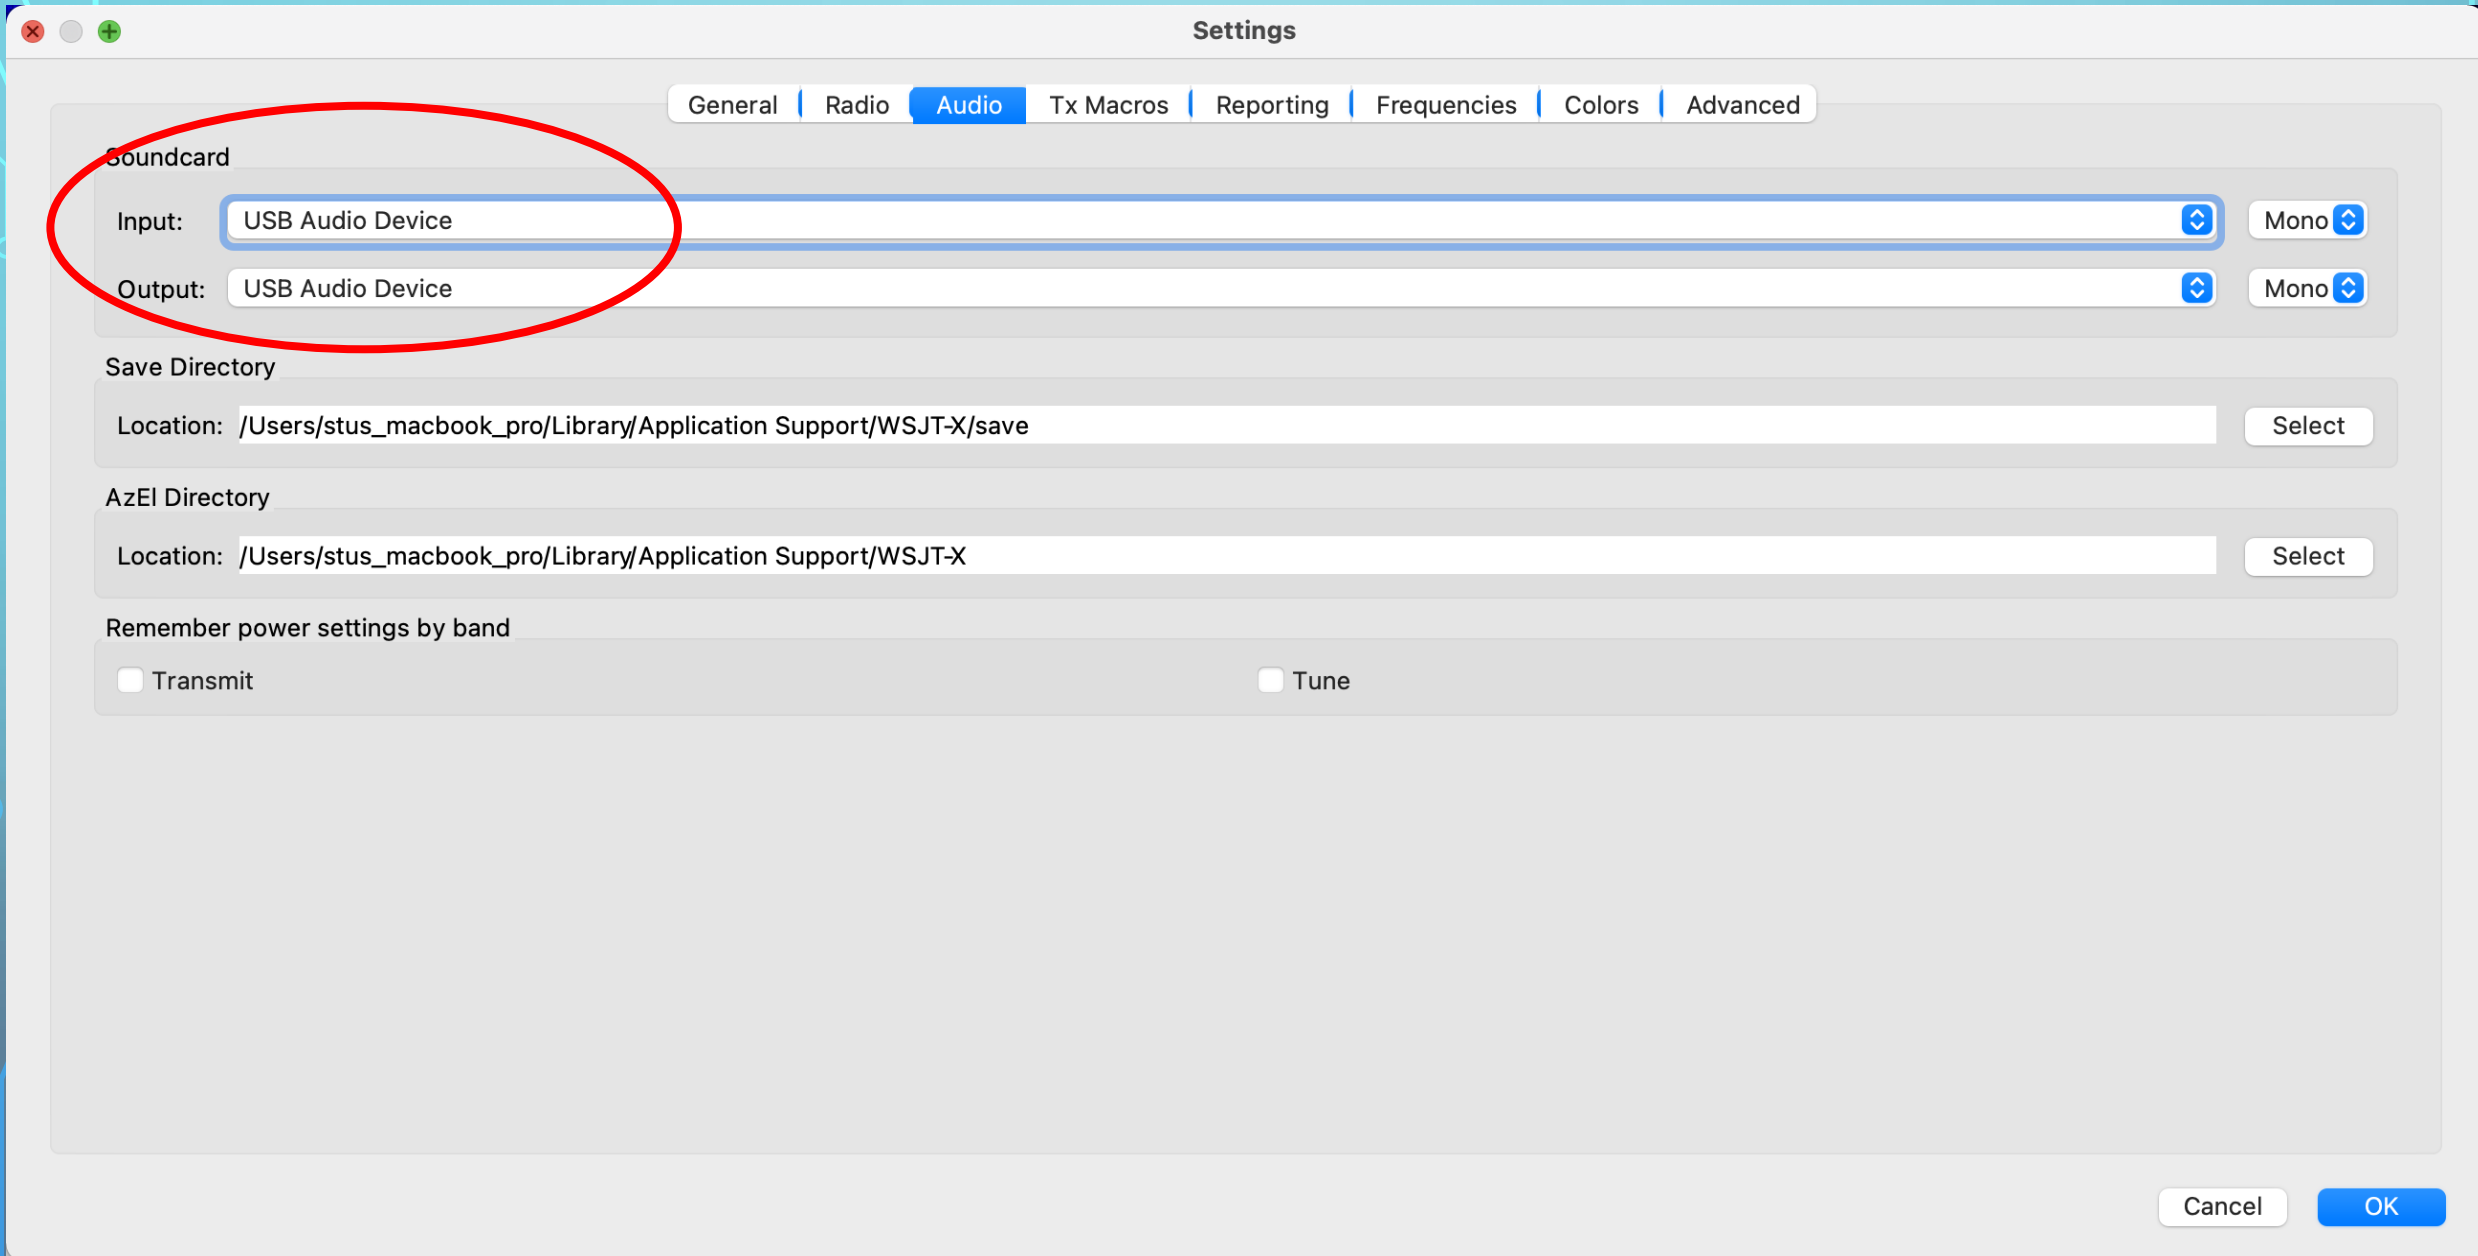 Settings
General Radio Audio Tx Macros Reporting Frequencies Colors Advanced
Soundcard
Input: USB Audio Device Mono
Output: USB Audio Device Mono
Save Directory
Location: /Users/stus_macbook_pro/Library/Application Support/WSJT-X/save Select
AzEl Directory
Location: /Users/stus_macbook_pro/Library/Application Support/WSJT-X Select
Remember power settings by band
Transmit Tune
Cancel OK